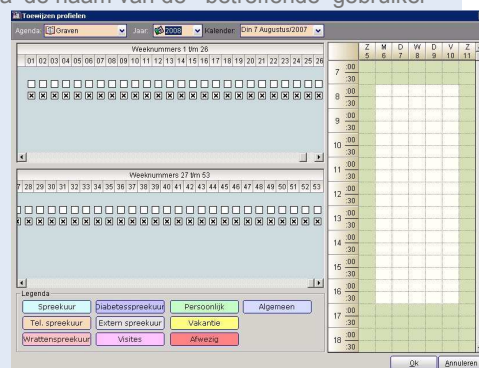 de naam van de betreffende gebruiker
Toewijzen profielen
Agenda: Graven Jaar: 2008 Kalender: Din 7 Augustus/2007
Weeknummers 1 t/m 26
01 02 03 04 05 06 07 08 09 10 11 12 13 14 15 16 17 18 19 20 21 22 23 24 25 26
Weeknummers 27 t/m 53
7 28 29 30 31 32 33 34 35 36 37 38 39 40 41 42 43 44 45 46 47 48 49 50 51 52 53
Legenda
Spreekuur Diabetesspreekuur Persoonlijk Algemeen
Tel. spreekuur Extern spreekuur Vakantie
Wrattenspreekuur Visites Afwezig
Z M D W D V Z
5 6 7 8 9 10 11
7 :00
:30
8 :00
:30
9 :00
:30
10 :00
:30
11 :00
:30
12 :00
:30
13 :00
:30
14 :00
:30
15 :00
:30
16 :00
:30
17 :00
:30
18 :00
:30
Ok Annuleren